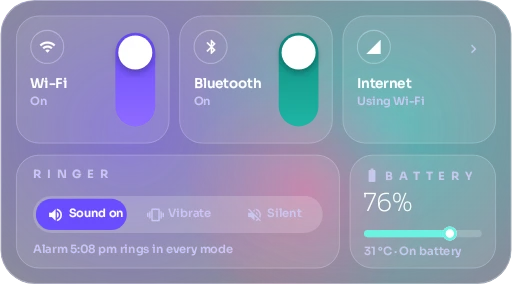 Wi-Fi
On
Bluetooth
On
Internet
Using Wi-Fi
RINGER
Sound on
Vibrate
Silent
Alarm 5:08 pm rings in every mode
BATTERY
76%
31 °C · On battery